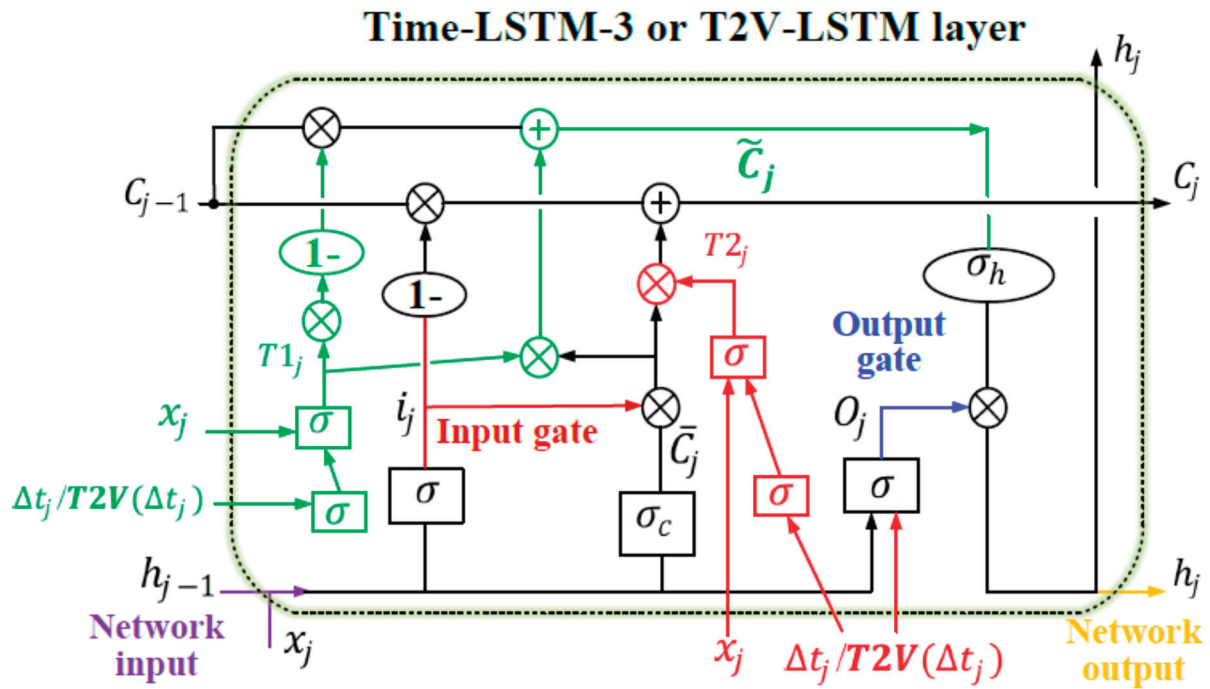 Time-LSTM-3 or T2V-LSTM layer
h_j
C̃_j
C_{j-1}
C_j
1-
T2_j
σ_h
1-
Output
gate
T1_j
σ
x_j
σ
i_j
Input gate
C̄_j
O_j
Δt_j/T2V(Δt_j)
σ
σ
σ_c
σ
σ
h_{j-1}
h_j
Network
input
x_j
x_j
Δt_j/T2V(Δt_j)
Network
output